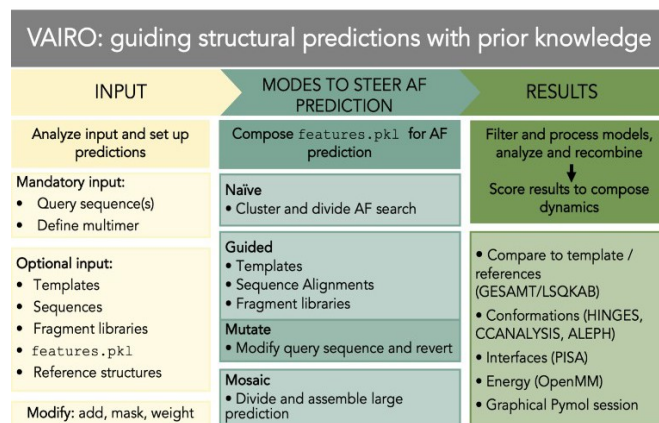 VAIRO: guiding structural predictions with prior knowledge
INPUT
Analyze input and set up
predictions
Mandatory input:
• Query sequence(s)
• Define multimer
Optional input:
• Templates
• Sequences
• Fragment libraries
• features.pkl
• Reference structures
Modify: add, mask, weight
MODES TO STEER AF
PREDICTION
Compose features.pkl for AF
prediction
Naïve
• Cluster and divide AF search
Guided
• Templates
• Sequence Alignments
• Fragment libraries
Mutate
• Modify query sequence and revert
Mosaic
• Divide and assemble large
prediction
RESULTS
Filter and process models,
analyze and recombine
Score results to compose
dynamics
• Compare to template /
references
(GESAMT/LSQKAB)
• Conformations (HINGES,
CCANALYSIS, ALEPH)
• Interfaces (PISA)
• Energy (OpenMM)
• Graphical Pymol session